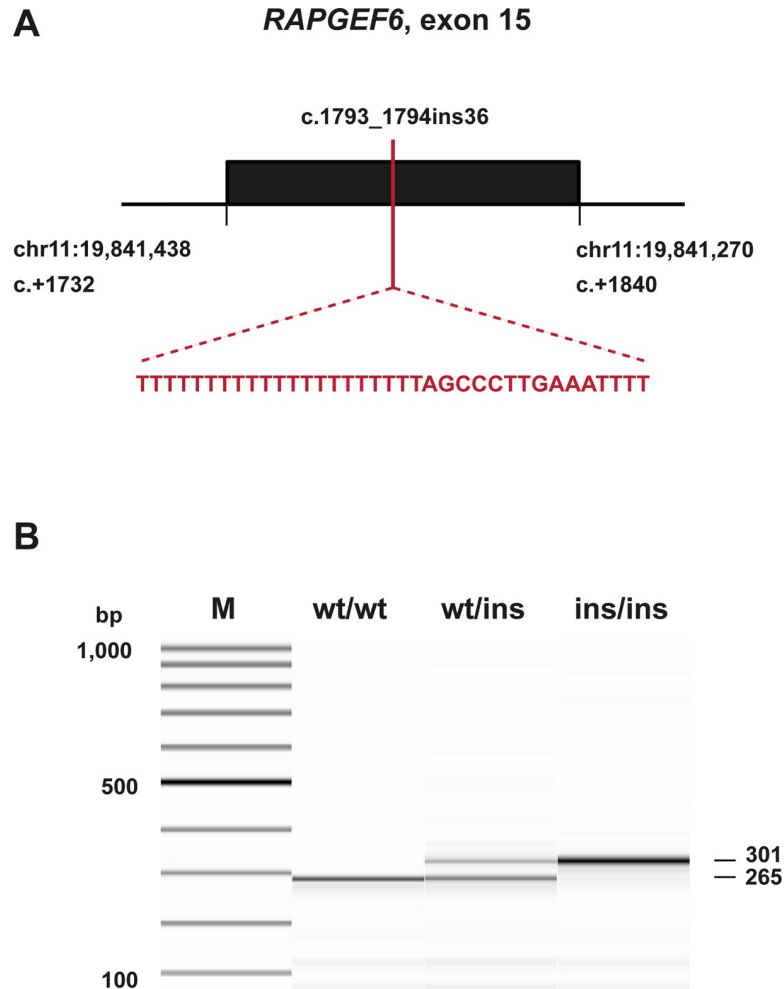 A
RAPGEF6, exon 15
c.1793_1794ins36
chr11:19,841,438
c.+1732
chr11:19,841,270
c.+1840
TTTTTTTTTTTTTTTTTTTTTAGCCCTTGAAATTTT
B
bp
M
wt/wt
wt/ins
ins/ins
1,000
500
100
301
265